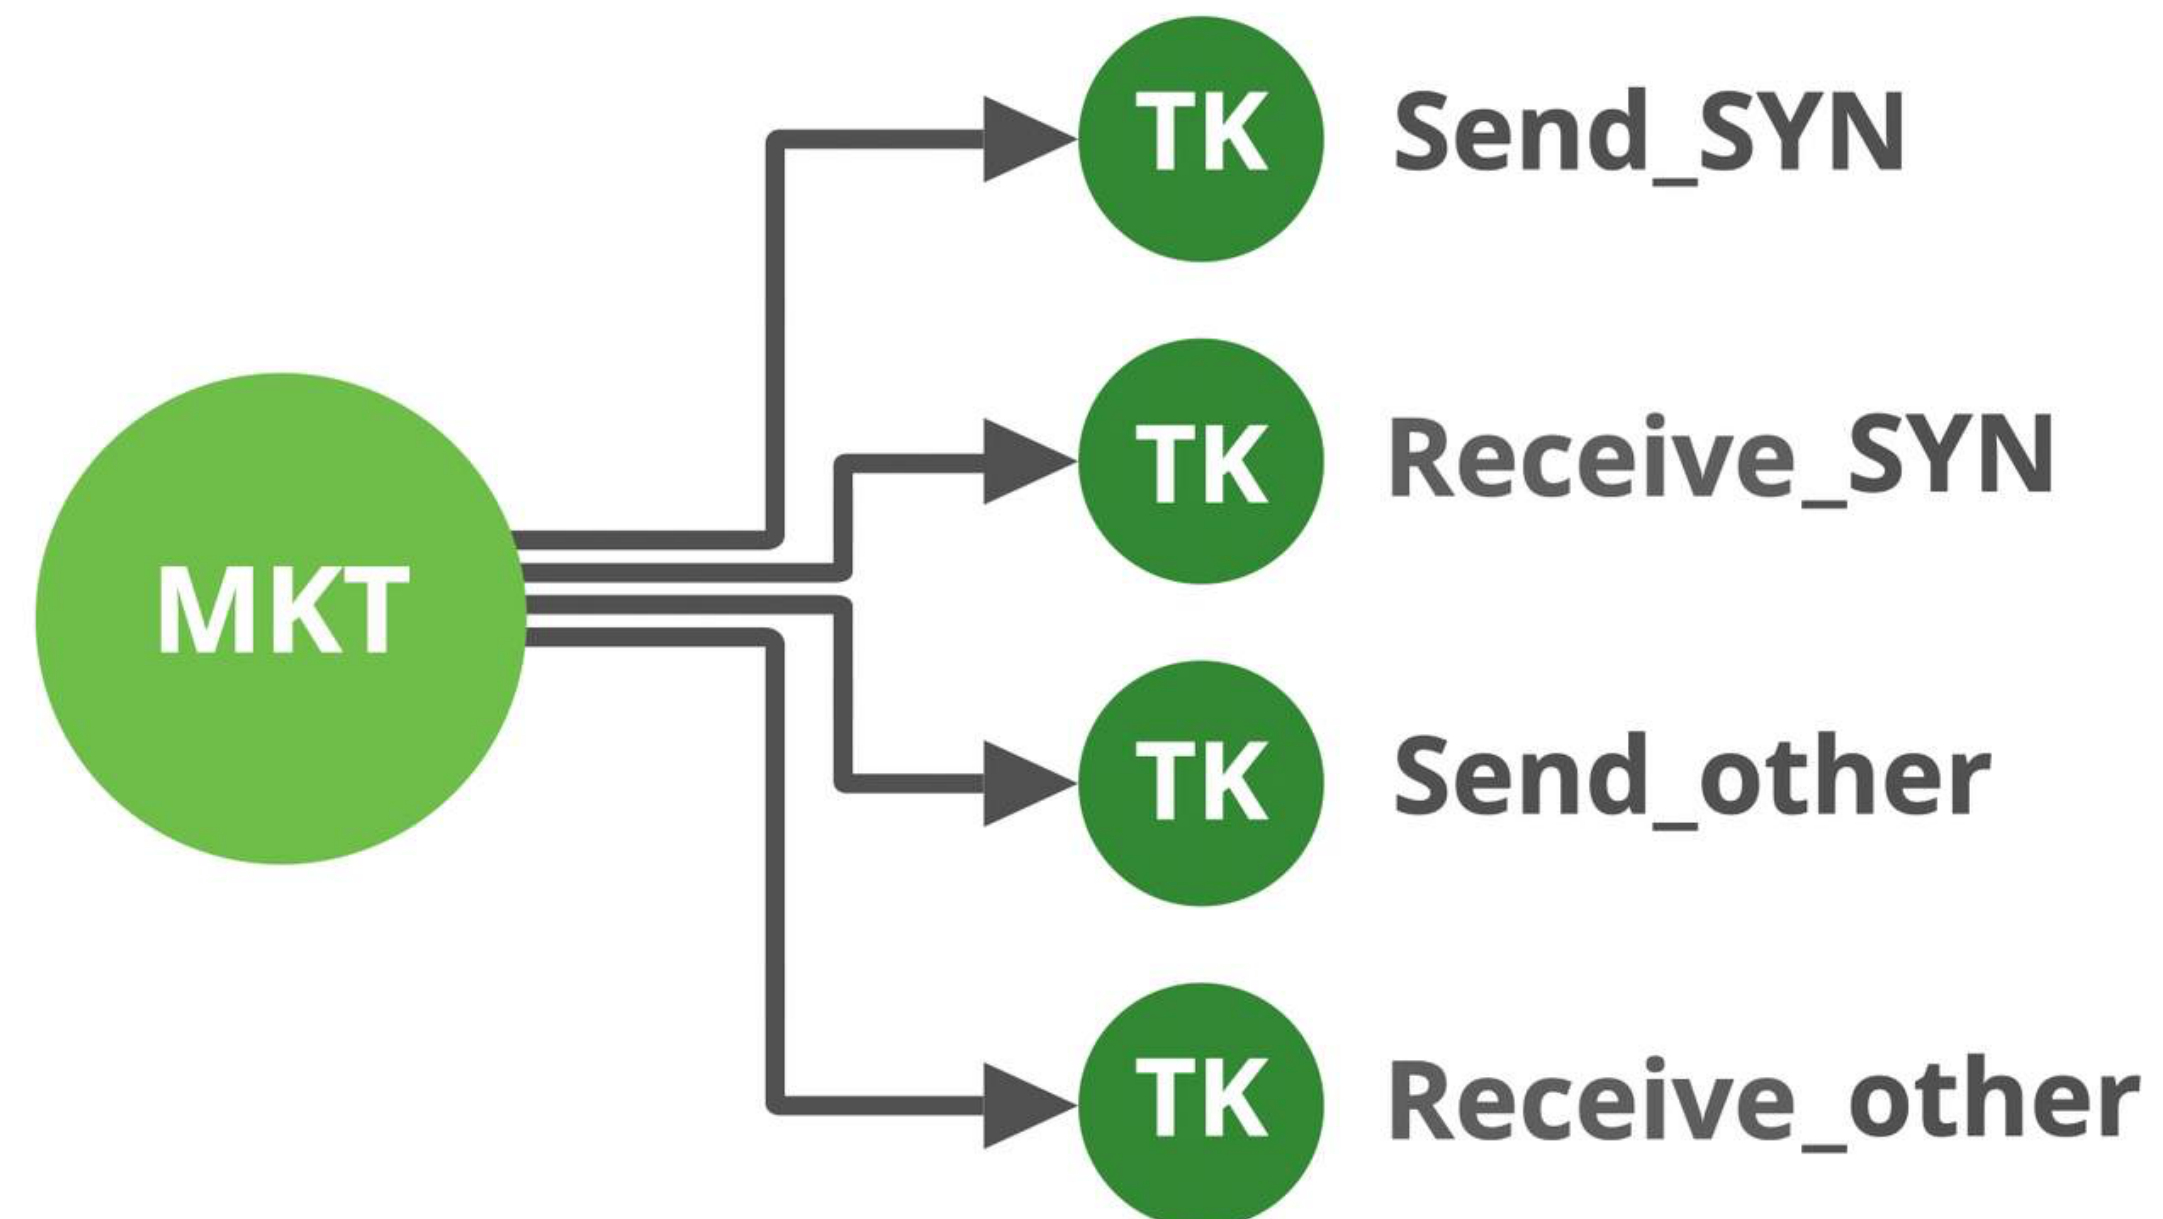 TK Send_SYN
TK Receive_SYN
MKT
TK Send_other
TK Receive_other